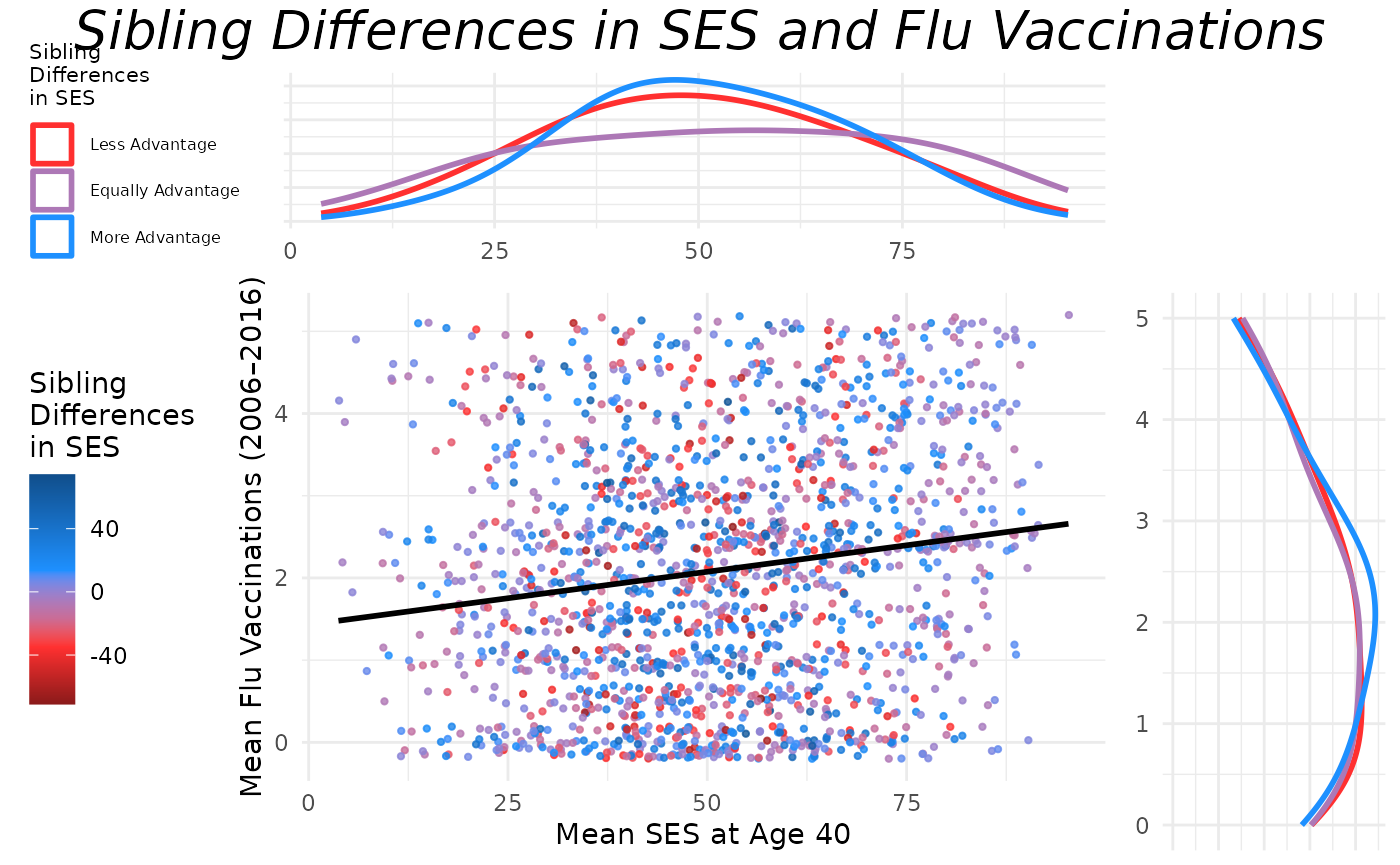 Sibling Differences in SES and Flu Vaccinations
Sibling
Differences
in SES
Less Advantage
Equally Advantage
More Advantage
0 25 50 75
Sibling
Differences
in SES
40
0
-40
Mean Flu Vaccinations (2006–2016)
4
2
0
0 25 50 75
Mean SES at Age 40
5
4
3
2
1
0